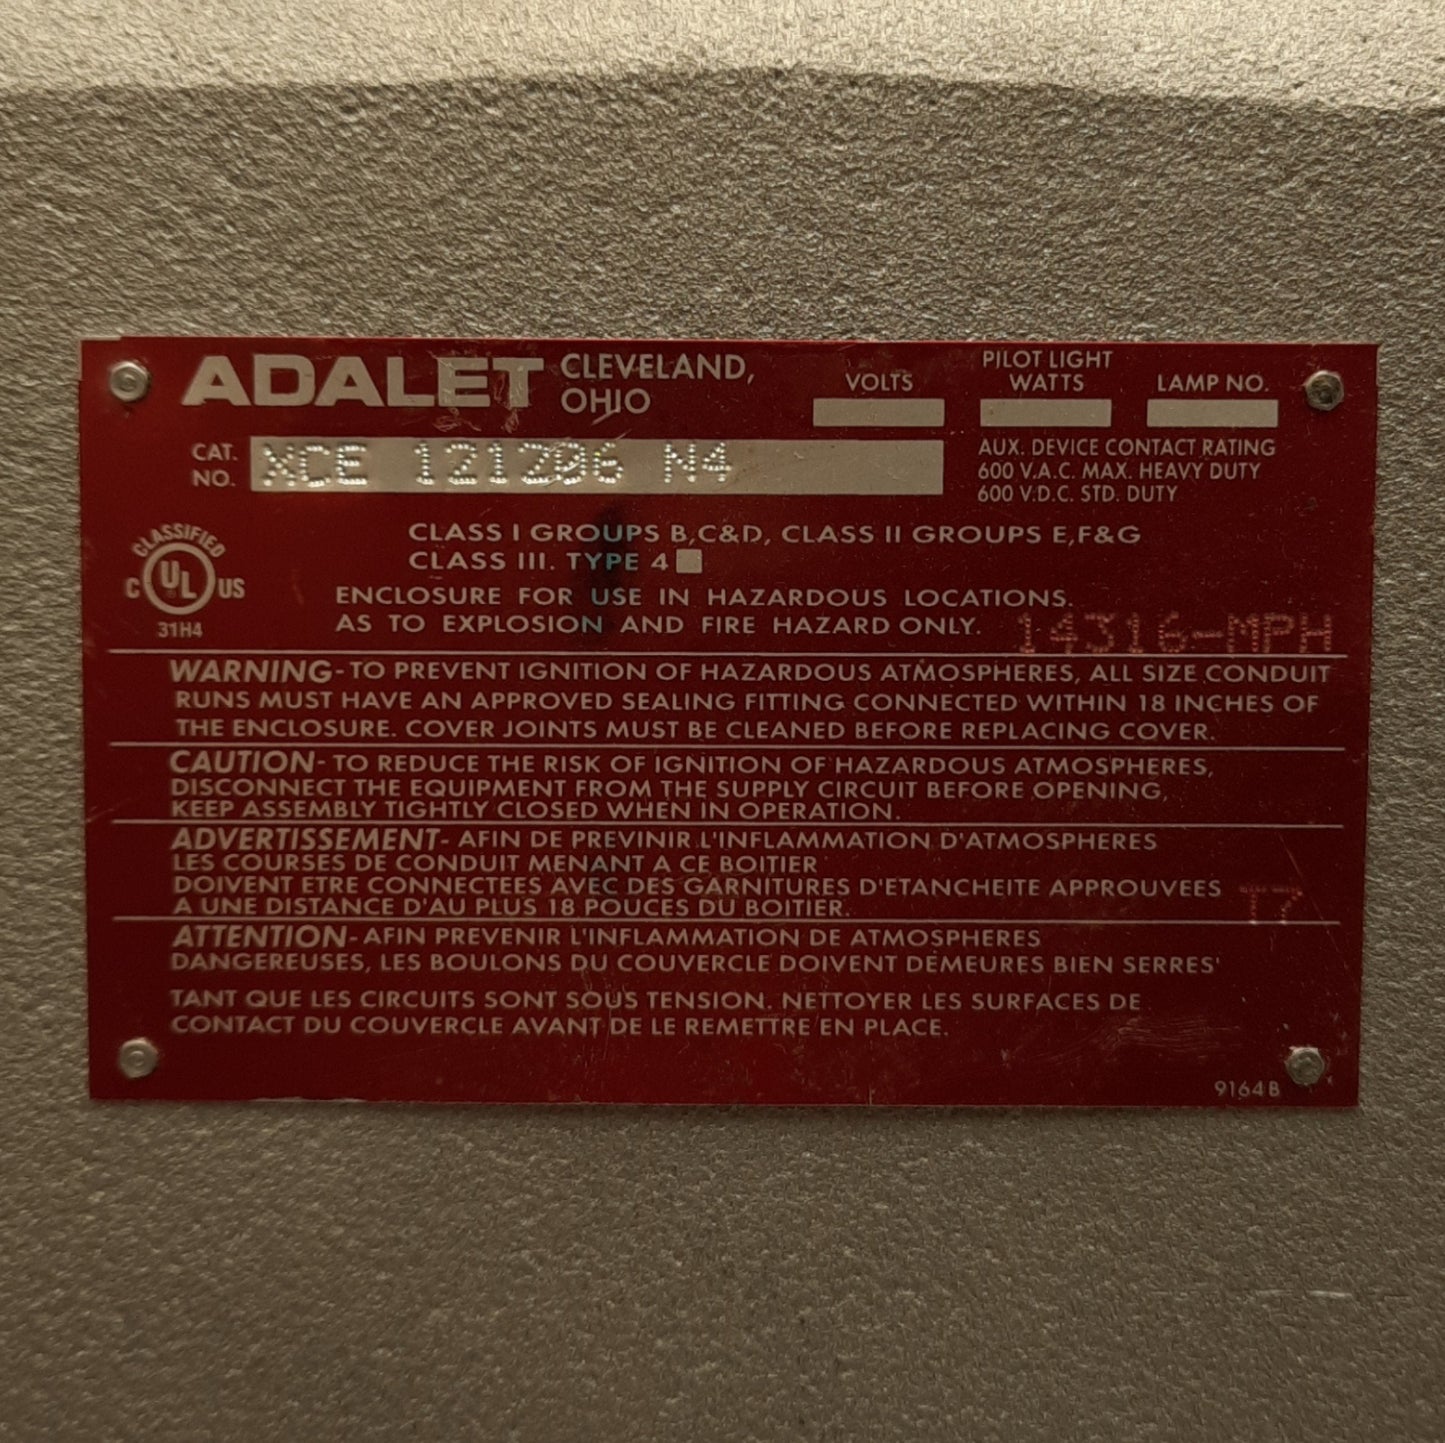 ADALET CLEVELAND, OHIO
VOLTS
PILOT LIGHT WATTS
LAMP NO.
CAT. NO. XCE 121206 N4
AUX. DEVICE CONTACT RATING
600 V.A.C. MAX. HEAVY DUTY
600 V.D.C. STD. DUTY
CLASSIFIED
C UL US
31H4
CLASS I GROUPS B,C&D, CLASS II GROUPS E,F&G
CLASS III. TYPE 4
ENCLOSURE FOR USE IN HAZARDOUS LOCATIONS.
AS TO EXPLOSION AND FIRE HAZARD ONLY. 14316-MPH
WARNING- TO PREVENT IGNITION OF HAZARDOUS ATMOSPHERES, ALL SIZE CONDUIT
RUNS MUST HAVE AN APPROVED SEALING FITTING CONNECTED WITHIN 18 INCHES OF
THE ENCLOSURE. COVER JOINTS MUST BE CLEANED BEFORE REPLACING COVER.
CAUTION- TO REDUCE THE RISK OF IGNITION OF HAZARDOUS ATMOSPHERES,
DISCONNECT THE EQUIPMENT FROM THE SUPPLY CIRCUIT BEFORE OPENING,
KEEP ASSEMBLY TIGHTLY CLOSED WHEN IN OPERATION.
ADVERTISSEMENT- AFIN DE PREVINIR L'INFLAMMATION D'ATMOSPHERES
LES COURSES DE CONDUIT MENANT A CE BOITIER
DOIVENT ETRE CONNECTEES AVEC DES GARNITURES D'ETANCHEITE APPROUVEES T7
A UNE DISTANCE D'AU PLUS 18 POUCES DU BOITIER.
ATTENTION- AFIN PREVENIR L'INFLAMMATION DE ATMOSPHERES
DANGEREUSES, LES BOULONS DU COUVERCLE DOIVENT DEMEURES BIEN SERRES'
TANT QUE LES CIRCUITS SONT SOUS TENSION. NETTOYER LES SURFACES DE
CONTACT DU COUVERCLE AVANT DE LE REMETTRE EN PLACE.
9164B